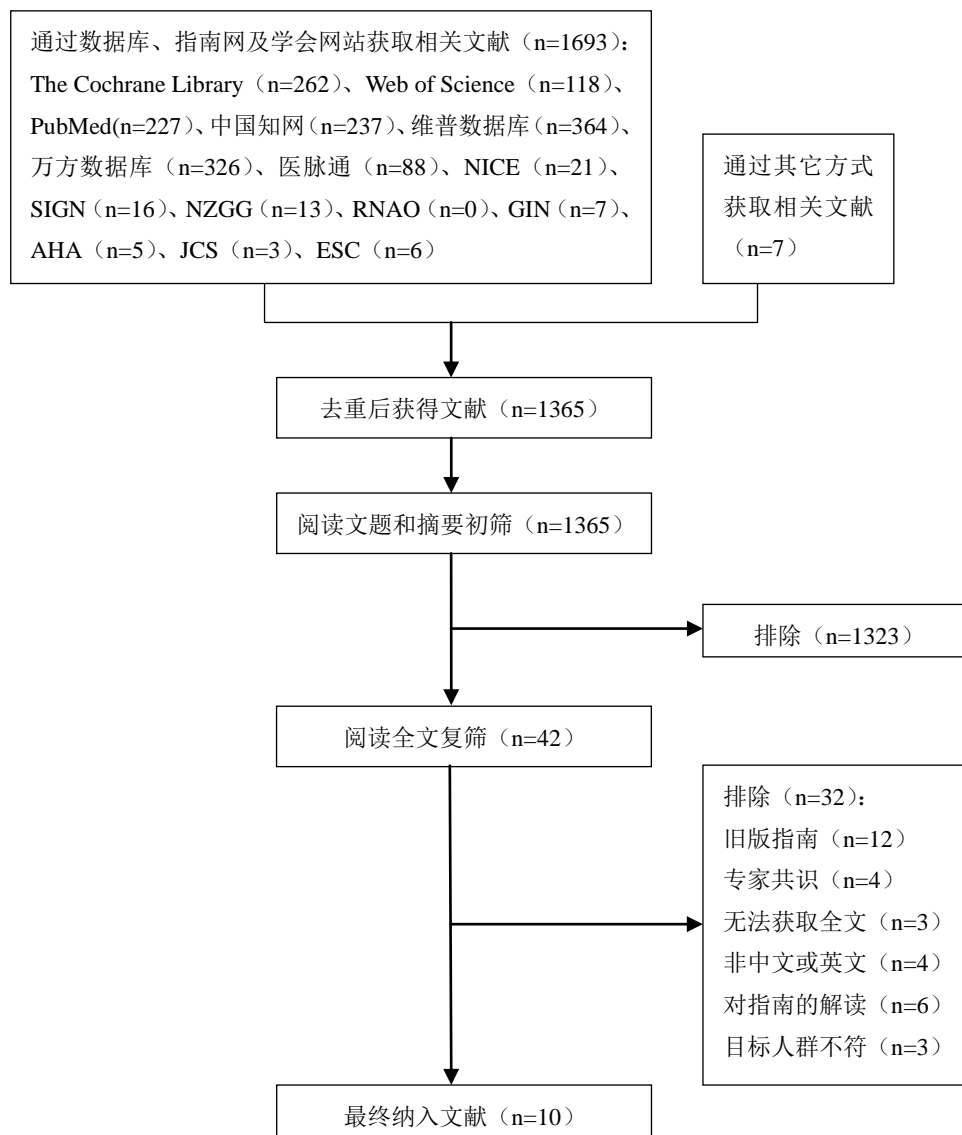 通过数据库、指南网及学会网站获取相关文献（n=1693）：
The Cochrane Library（n=262）、Web of Science（n=118）、
PubMed(n=227)、中国知网（n=237）、维普数据库（n=364）、
万方数据库（n=326）、医脉通（n=88）、NICE（n=21）、
SIGN（n=16）、NZGG（n=13）、RNAO（n=0）、GIN（n=7）、
AHA（n=5）、JCS（n=3）、ESC（n=6）
通过其它方式
获取相关文献
（n=7）
去重后获得文献（n=1365）
阅读文题和摘要初筛（n=1365）
排除（n=1323）
阅读全文复筛（n=42）
排除（n=32）：
旧版指南（n=12）
专家共识（n=4）
无法获取全文（n=3）
非中文或英文（n=4）
对指南的解读（n=6）
目标人群不符（n=3）
最终纳入文献（n=10）